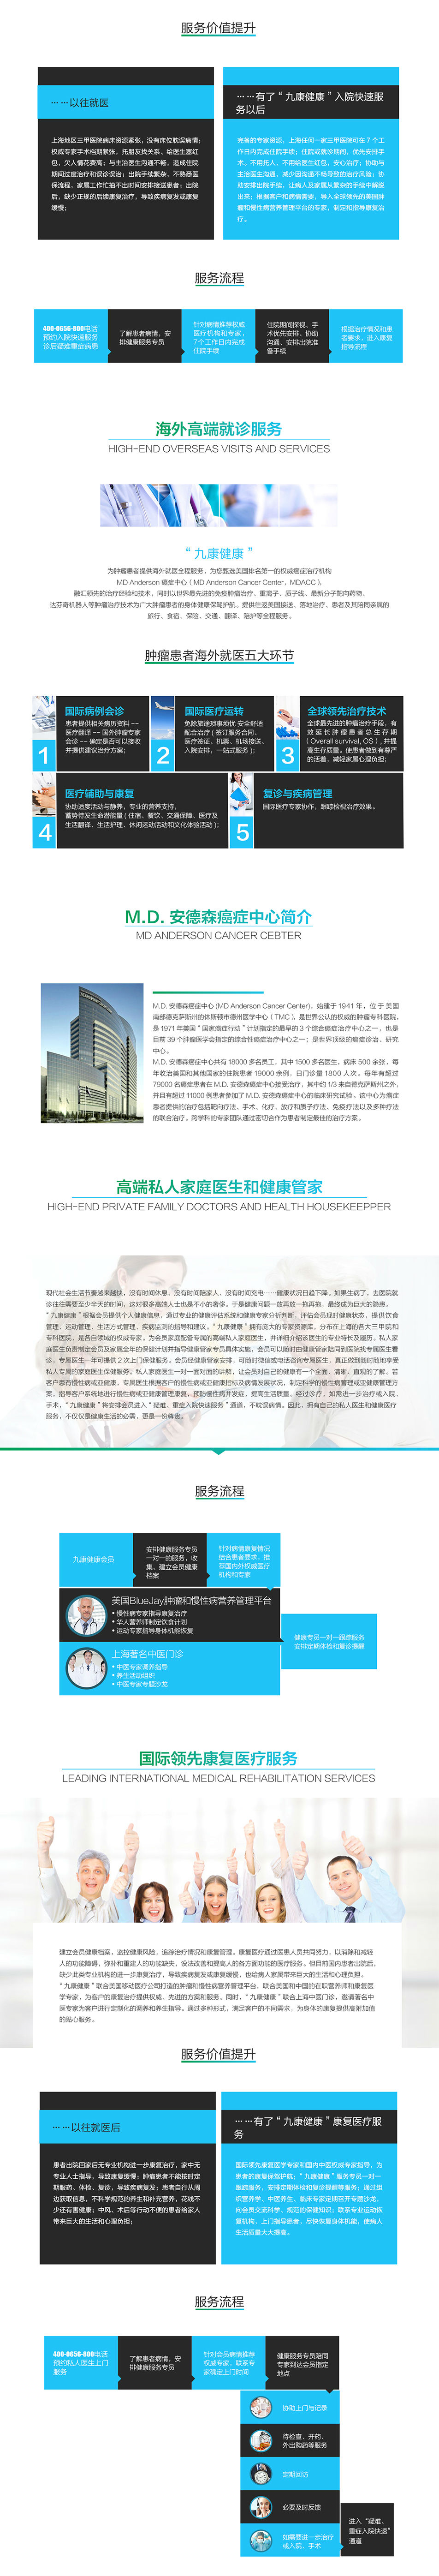 服务价值提升
……以往就医
上海地区三甲医院病床资源紧张，没有床位耽误病情；
权威专家手术档期紧张，托朋友找关系、给医生塞红
包，欠人情花费高；与主治医生沟通不畅，造成住院
期间过度治疗和误诊误治；出院手续繁杂，不熟悉医
保流程，家属工作忙抽不出时间安排接送患者；出院
后，缺少正规的后续康复治疗，导致疾病复发或康复
缓慢；
……有了“九康健康”入院快速服
务以后
完备的专家资源，上海任何一家三甲医院可在7个工
作日内完成住院手续；住院或就诊期间，优先安排手
术。不用托人、不用给医生红包，安心治疗；协助与
主治医生沟通，减少因沟通不畅导致的治疗风险；协
助安排出院手续，让病人及家属从繁杂的手续中解脱
出来；根据客户和病情需要，导入全球领先的美国肿
瘤和慢性病营养管理平台的专家，制定和指导康复治
疗。
服务流程
400-0656-800电话
预约入院快速服务
诊后疑难重症病患
了解患者病情，安
排健康服务专员
针对病情推荐权威
医疗机构和专家，
7个工作日内完成
住院手续
住院期间探视、手
术优先安排、协助
沟通、安排出院准
备手续
根据治疗情况和患
者要求，进入康复
指导流程
海外高端就诊服务
HIGH-END OVERSEAS VISITS AND SERVICES
“九康健康”
为肿瘤患者提供海外就医全程服务，为您甄选美国排名第一的权威癌症治疗机构
MD Anderson 癌症中心（MD Anderson Cancer Center、MDACC）,
融汇领先的治疗经验和技术，同时以世界最先进的免疫肿瘤治疗、重离子、质子线、最新分子靶向药物、
达芬奇机器人等肿瘤治疗技术为广大肿瘤患者的身体健康保驾护航。提供往返美国接送、落地治疗、患者及其陪同亲属的
旅行、食宿、保险、交通、翻译、陪护等全程服务。
肿瘤患者海外就医五大环节
1
国际病例会诊
患者提供相关病历资料--
医疗翻译--国外肿瘤专家
会诊--确定是否可以接收
并提供建议治疗方案；
2
国际医疗运转
免除旅途琐事烦忧 安全舒适
配合治疗（签订服务合同、
医疗签证、机票、机场接送、
入院安排，一站式服务）；
3
全球领先治疗技术
全球最先进的肿瘤治疗手段，有
效延长肿瘤患者总生存期
（Overall survival, OS），并提
高生存质量。使患者做到有尊严
的活着，减轻家属心理负担；
4
医疗辅助与康复
协助适度活动与静养，专业的营养支持，
蓄势待发生命潜能量（住宿、餐饮、交通保障、医疗及
生活翻译、生活护理、休闲运动活动和文化体验活动）；
5
复诊与疾病管理
国际医疗专家协作，跟踪检视治疗效果。
M.D. 安德森癌症中心简介
MD ANDERSON CANCER CEBTER
M.D. 安德森癌症中心（MD Anderson Cancer Center)，始建于 1941 年，位于美国
南部德克萨斯州的休斯顿市德州医学中心（TMC），是世界公认的权威的肿瘤专科医院，
是 1971 年美国“国家癌症行动”计划指定的最早的 3 个综合癌症治疗中心之一，也是
目前 39 个肿瘤医学会指定的综合性癌症治疗中心之一；是世界顶级的癌症诊治、研究
中心。
M.D. 安德森癌症中心共有 18000 多名员工，其中 1500 多名医生，病床 500 余张，每
年收治美国和其他国家的住院患者 19000 余例，日门诊量 1800 人次。每年有超过
79000 名癌症患者在 M.D. 安德森癌症中心接受治疗，其中约 1/3 来自德克萨斯州之外，
并且有超过 11000 例患者参加了 M.D. 安德森癌症中心的临床研究试验，该中心为癌症
患者提供的治疗包括靶向疗法、手术、化疗、放疗和质子疗法、免疫疗法以及多种疗法
的联合治疗。跨学科的专家团队通过密切合作为患者制定最佳的治疗方案。
高端私人家庭医生和健康管家
HIGH-END PRIVATE FAMILY DOCTORS AND HEALTH HOUSEKEEPPER
现代社会生活节奏越来越快，没有时间休息、没有时间陪家人、没有时间充电······健康状况日趋下降，如果生病了，去医院就
诊往往需要至少半天的时间，这对很多高端人士也是不小的奢侈。于是健康问题一放再放一拖再拖，最终成为巨大的隐患。
“九康健康”根据会员提供个人健康信息，通过专业的健康评估系统和健康专家分析判断，评估会员现时健康状态、提供饮食
管理、运动管理、生活方式管理、疾病监测的指导和建议。“九康健康”拥有庞大的专家资源库，分布在上海的各大三甲院和
专科医院，是各自领域的权威专家，为会员家庭配备专属的高端私人家庭医生，并详细介绍该医生的专业特长及履历。私人家
庭医生负责制定会员及家属全年的保健计划并指导健康管家专员具体实施，会员可以随时由健康管家陪同到医院找专属医生看
诊，专属医生一年可提供 2 次上门保健服务，会员经健康管家安排，可随时微信或电话咨询专属医生，真正做到随时随地享受
私人专属的家庭医生保健服务。私人家庭医生一对一面对面的讲解，让会员对自己的健康有一个全面、清晰、直观的了解。若
客户患有慢性病或亚健康，专属医生根据客户的慢性病或亚健康指标及病情发展状况，制定科学的慢性病管理或亚健康管理方
案，指导客户系统地进行慢性病或亚健康管理康复，预防慢性病并发症，提高生活质量。经过诊疗，如需进一步治疗或入院、
手术，“九康健康”将安排会员进入“疑难、重症入院快速服务”通道，不耽误病情。因此，拥有自己的私人医生和健康医疗
服务，不仅仅是健康生活的必需，更是一份尊贵。
服务流程
九康健康会员
安排健康服务专员
一对一的服务，收
集、建立会员健康
档案
针对病情康复情况
结合患者要求，推
荐国内外权威医疗
机构和专家
美国BlueJay肿瘤和慢性病营养管理平台
• 慢性病专家指导康复治疗
• 华人营养师制定饮食计划
• 运动专家指导身体机能恢复
上海著名中医门诊
• 中医专家调养指导
• 养生活动组织
• 中医专家专题沙龙
健康专员一对一跟踪服务
安排定期体检和复诊提醒
国际领先康复医疗服务
LEADING INTERNATIONAL MEDICAL REHABILITATION SERVICES
建立会员健康档案，监控健康风险，追踪治疗情况和康复管理。康复医疗通过医患人员共同努力，以消除和减轻
人的功能障碍，弥补和重建人的功能缺失，设法改善和提高人的各方面功能的医疗服务。但目前国内患者出院后，
缺少此类专业机构的进一步康复治疗，导致疾病复发或康复缓慢，也给病人家属带来巨大的生活和心理负担。
“九康健康”联合美国移动医疗公司打造的肿瘤和慢性病营养管理平台，联合美国和中国的在职营养师和康复医
学专家，为客户的康复治疗提供权威、先进的方案和服务。同时，“九康健康”联合上海中医门诊，邀请著名中
医专家为客户进行定制化的调养和养生指导。通过多种形式，满足客户的不同需求，为身体的康复提供高附加值
的贴心服务。
服务价值提升
……以往就医后
患者出院回家后无专业机构进一步康复治疗，家中无
专业人士指导，导致康复缓慢；肿瘤患者不能按时定
期服药、体检、复诊，导致疾病复发；患者自行从周
边获取信息，不科学规范的养生和补充营养，花钱不
少还有害健康；中风、术后等行动不便的患者给家人
带来巨大的生活和心理负担；
……有了“九康健康”康复医疗服
务
国际领先康复医学专家和国内中医权威专家指导，为
患者的康复保驾护航；“九康健康”服务专员一对一
跟踪服务、安排定期体检和复诊提醒等服务；通过组
织营养学、中医养生、临床专家定期召开专题沙龙，
向会员交流科学、规范的保健知识；联系专业运动恢
复机构，上门指导患者，尽快恢复身体机能，使病人
生活质量大大提高。
服务流程
400-0656-800电话
预约私人医生上门
服务
了解患者病情，安
排健康服务专员
针对会员病情推荐
权威专家，联系专
家确定上门时间
健康服务专员陪同
专家到达会员指定
地点
协助上门与记录
待检查、开药、
外出购药等服务
定期回访
必要及时反馈
如需要进一步治疗
或入院、手术
进入“疑难、
重症入院快速”
通道